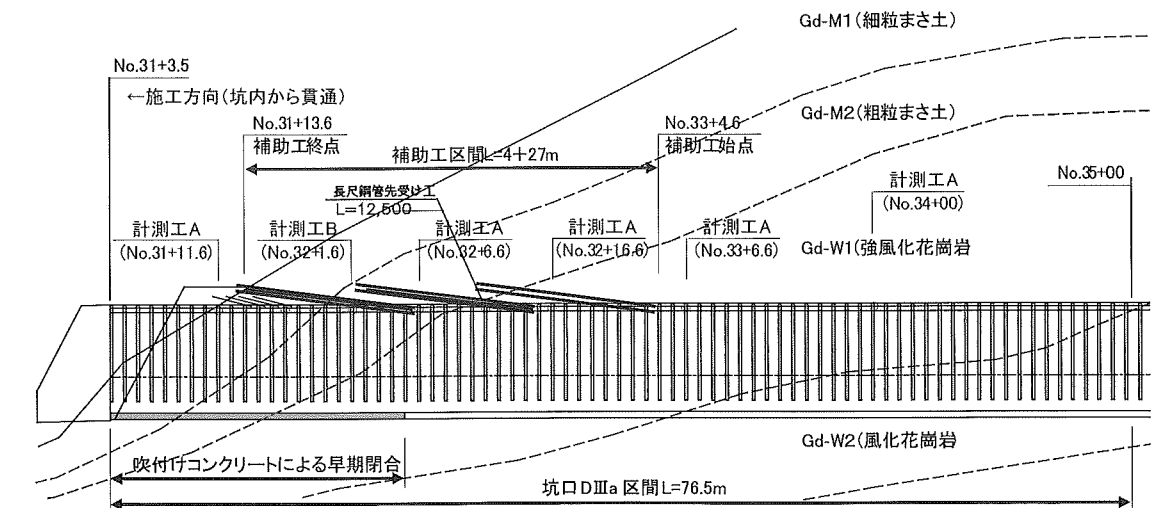 Gd-M1(細粒まさ土)
No.31+3.5
←施工方向(坑内から貫通)
Gd-M2(粗粒まさ土)
No.31+13.6
補助工終点
No.33+4.6
補助工始点
補助工区間L=4+27m
No.35+00
長尺鋼管先受け工
L=12,500
計測工A
(No.34+00)
計測工A
(No.31+11.6)
計測工B
(No.32+1.6)
計測工A
(No.32+6.6)
計測工A
(No.32+16.6)
計測工A
(No.33+6.6)
Gd-W1(強風化花崗岩
Gd-W2(風化花崗岩
吹付けコンクリートによる早期閉合
坑口DⅢa区間L=76.5m